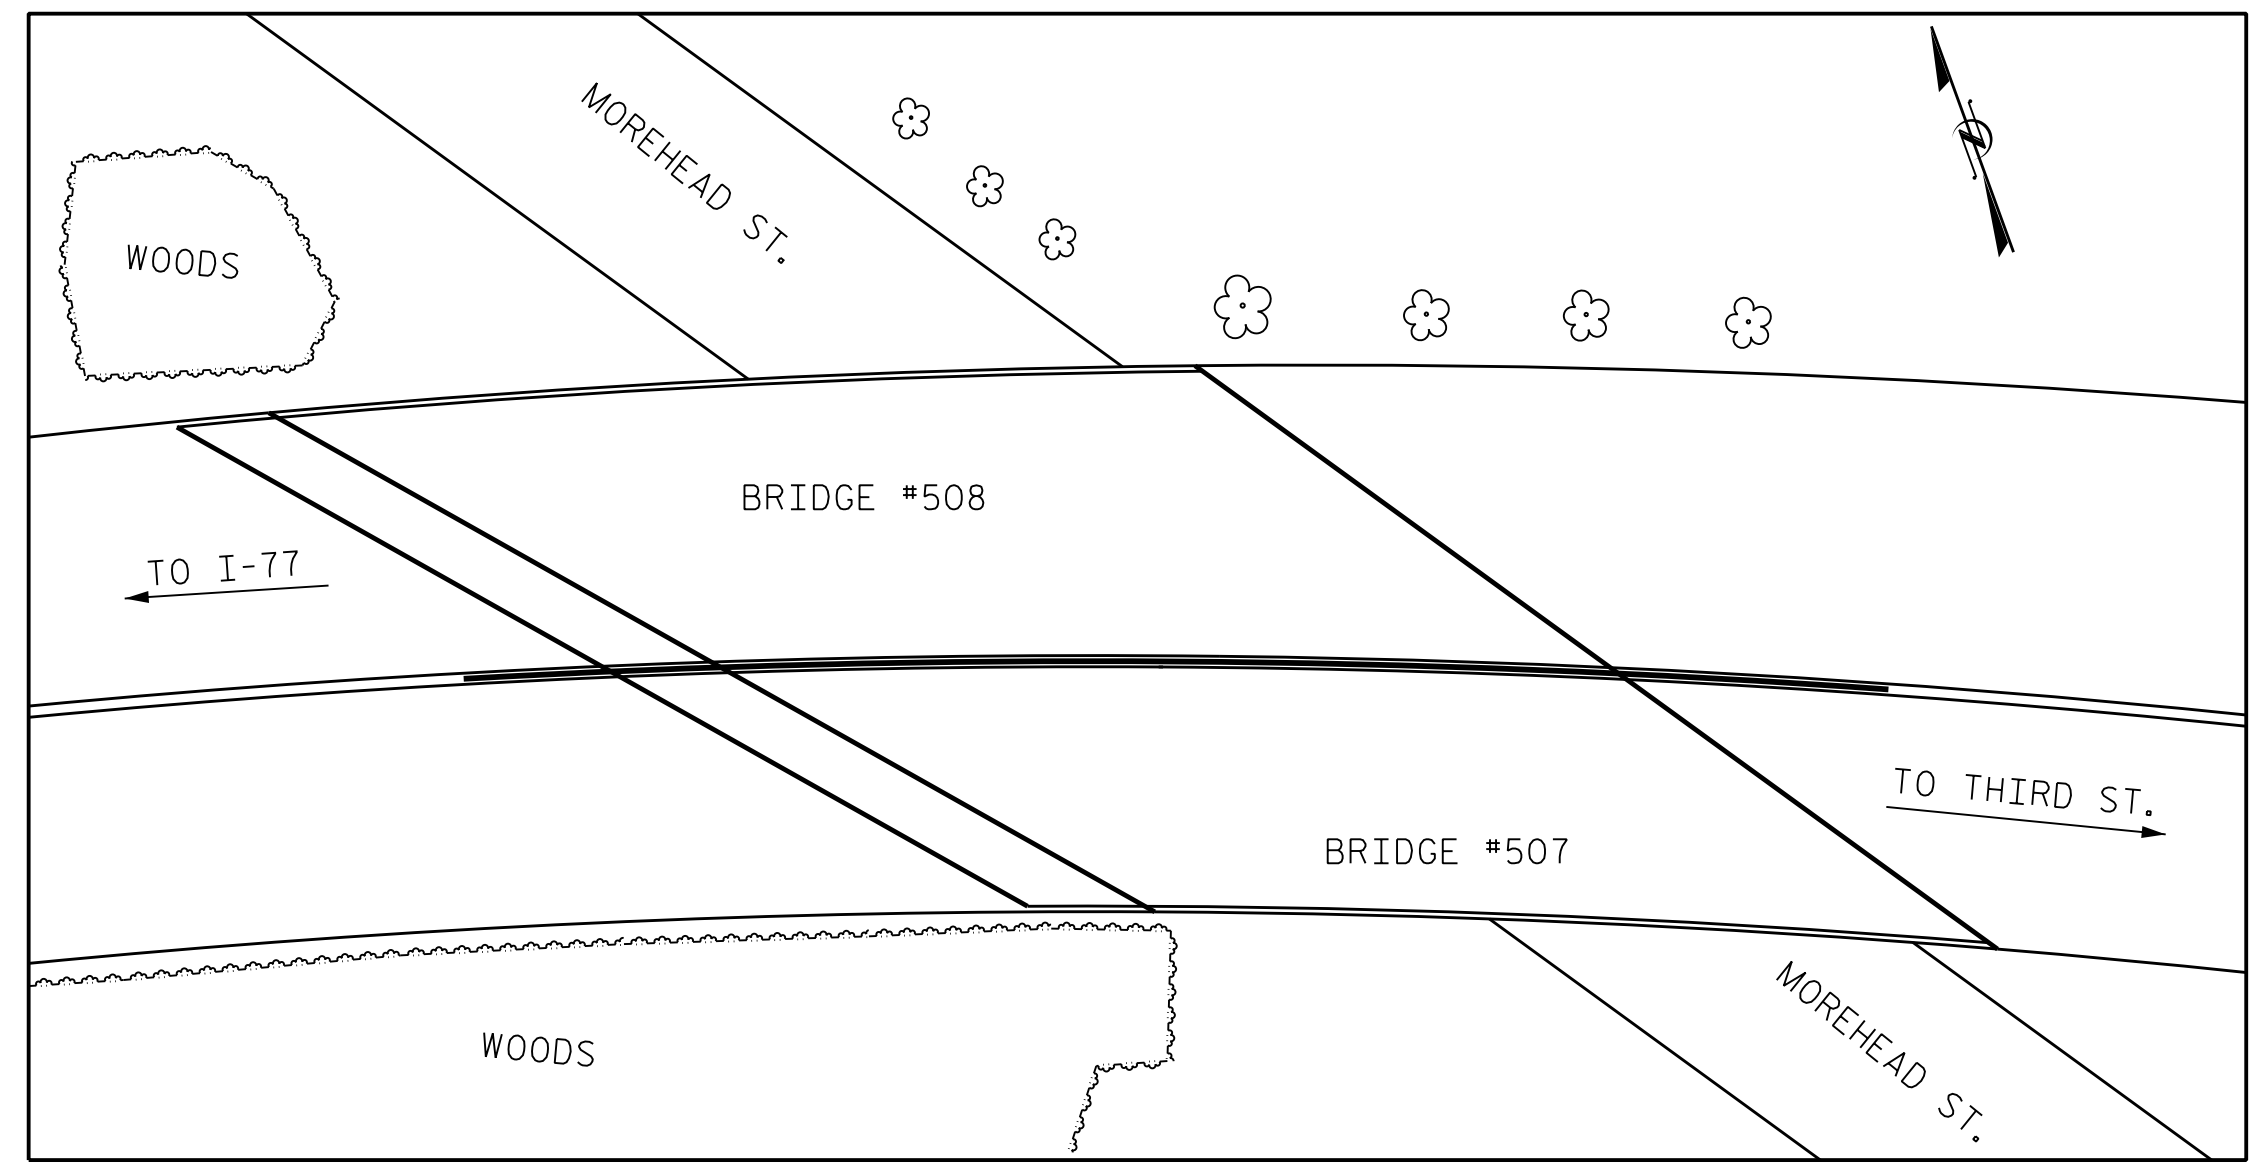 MOREHEAD ST.
N
WOODS
BRIDGE #508
TO I-77
TO THIRD ST.
BRIDGE #507
MOREHEAD ST.
WOODS